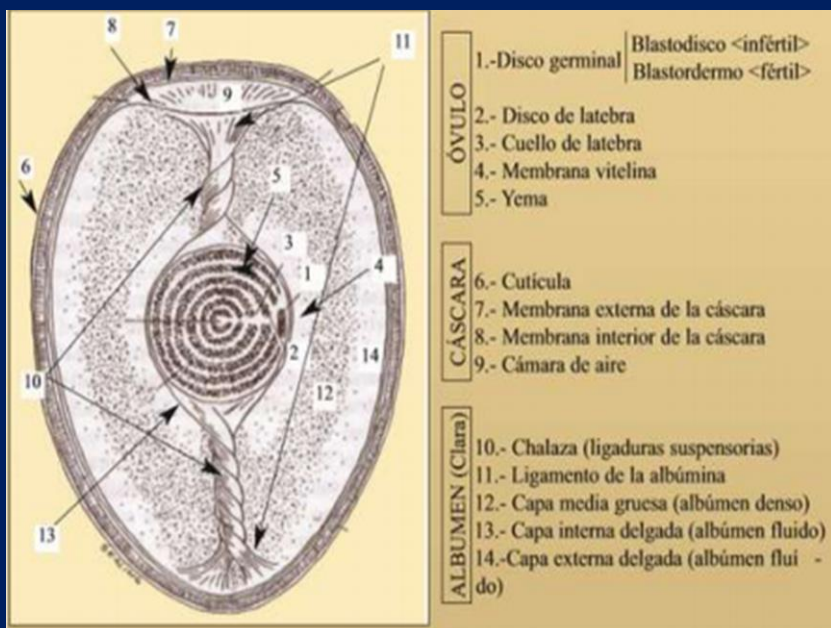 8
7
11
9
6
5
3
1
4
2
14
10
12
13
ÓVULO
1.-Disco germinal
Blastodisco <infértil>
Blastordermo <fértil>
2.- Disco de latebra
3.- Cuello de latebra
4.- Membrana vitelina
5.- Yema
CÁSCARA
6.- Cutícula
7.- Membrana externa de la cáscara
8.- Membrana interior de la cáscara
9.- Cámara de aire
ALBUMEN (Clara)
10.- Chalaza (ligaduras suspensorias)
11.- Ligamento de la albúmina
12.- Capa media gruesa (albúmen denso)
13.- Capa interna delgada (albúmen fluido)
14.-Capa externa delgada (albúmen flui -
do)